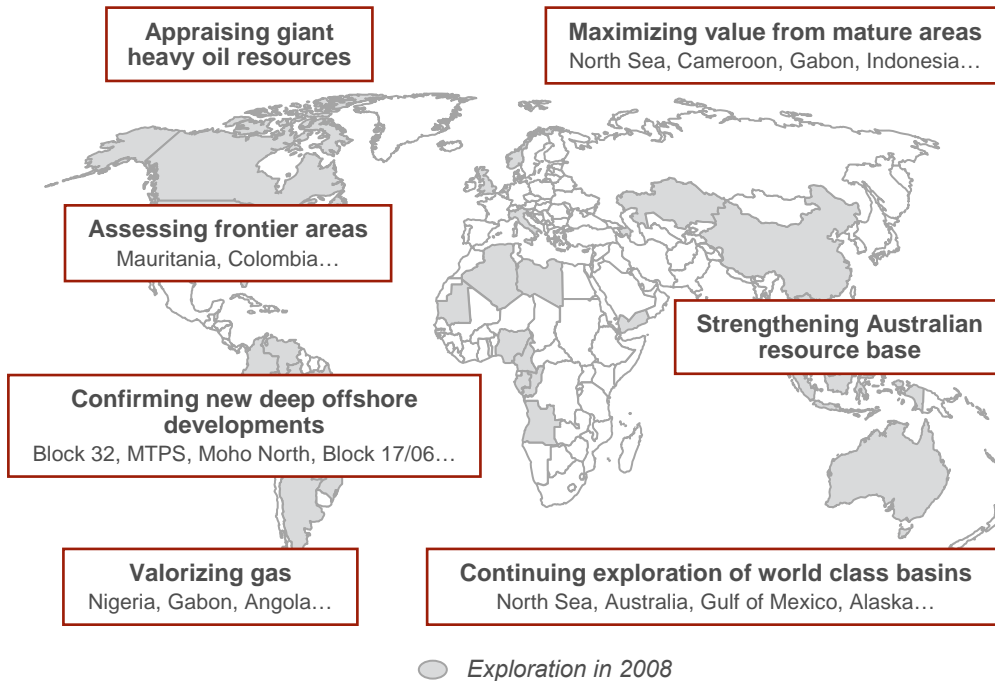 Appraising giant
heavy oil resources
Maximizing value from mature areas
North Sea, Cameroon, Gabon, Indonesia…
Assessing frontier areas
Mauritania, Colombia…
Strengthening Australian
resource base
Confirming new deep offshore
developments
Block 32, MTPS, Moho North, Block 17/06…
Valorizing gas
Nigeria, Gabon, Angola…
Continuing exploration of world class basins
North Sea, Australia, Gulf of Mexico, Alaska…
Exploration in 2008